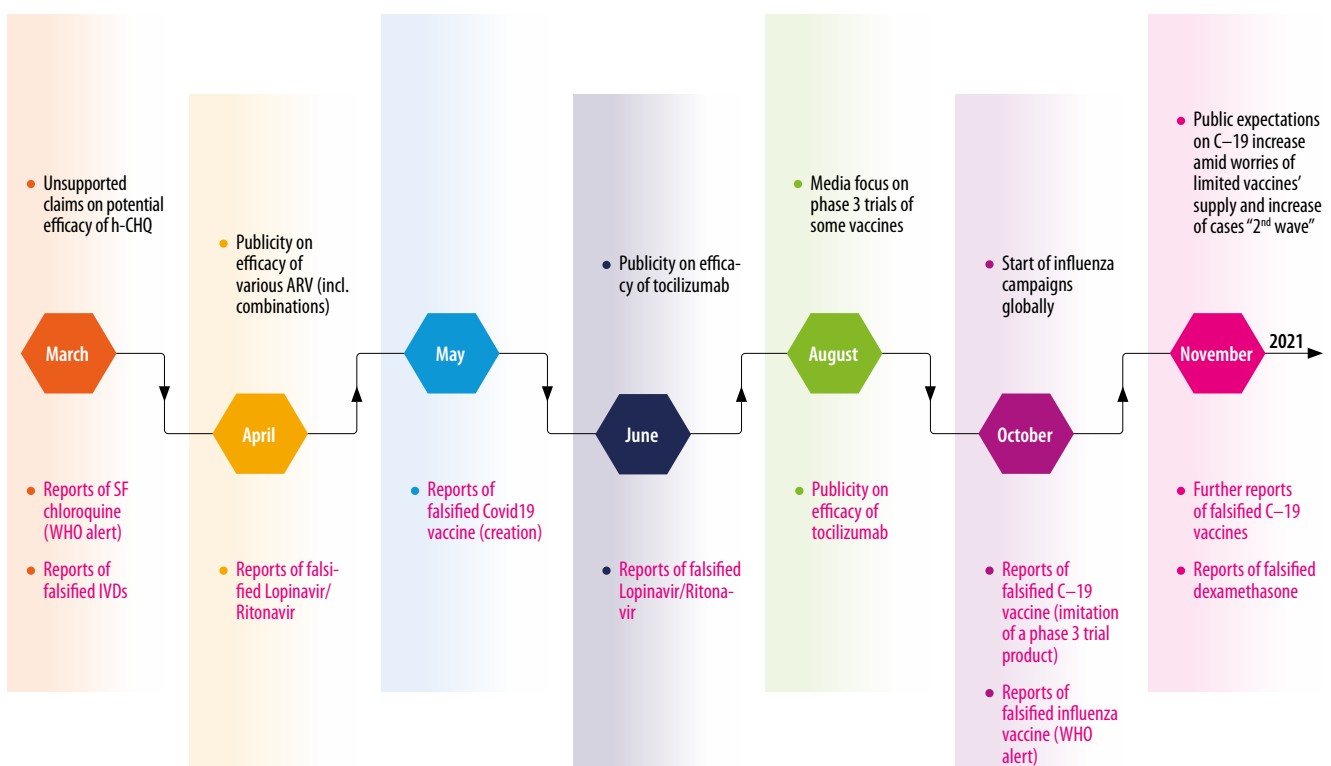 Unsupported
claims on potential
efficacy of h-CHQ
March
Reports of SF
chloroquine
(WHO alert)
Reports of
falsified IVDs
Publicity on
efficacy of
various ARV (incl.
combinations)
April
Reports of falsi-
fied Lopinavir/
Ritonavir
May
Reports of
falsified Covid19
vaccine (creation)
Publicity on effica-
cy of tocilizumab
June
Reports of falsified
Lopinavir/Ritona-
vir
Media focus on
phase 3 trials of
some vaccines
August
Publicity on
efficacy of
tocilizumab
Start of influenza
campaigns
globally
October
Reports of
falsified C–19
vaccine (imitation
of a phase 3 trial
product)
Reports of
falsified influenza
vaccine (WHO
alert)
Public expectations
on C–19 increase
amid worries of
limited vaccines’
supply and increase
of cases “2nd wave”
November
2021
Further reports
of falsified C–19
vaccines
Reports of falsified
dexamethasone